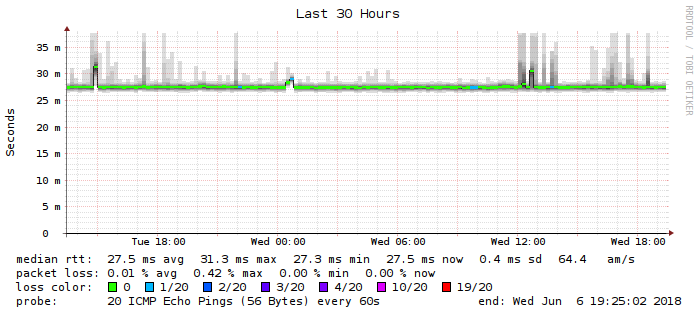 Last 30 Hours
RRDTOOL / TOBI OETIKER
Seconds
35 m
30 m
25 m
20 m
15 m
10 m
5 m
0
Tue 18:00 Wed 00:00 Wed 06:00 Wed 12:00 Wed 18:00
median rtt: 27.5 ms avg 31.3 ms max 27.3 ms min 27.5 ms now 0.4 ms sd 64.4 am/s
packet loss: 0.01 % avg 0.42 % max 0.00 % min 0.00 % now
loss color: 0 1/20 2/20 3/20 4/20 10/20 19/20
probe: 20 ICMP Echo Pings (56 Bytes) every 60s end: Wed Jun 6 19:25:02 2018